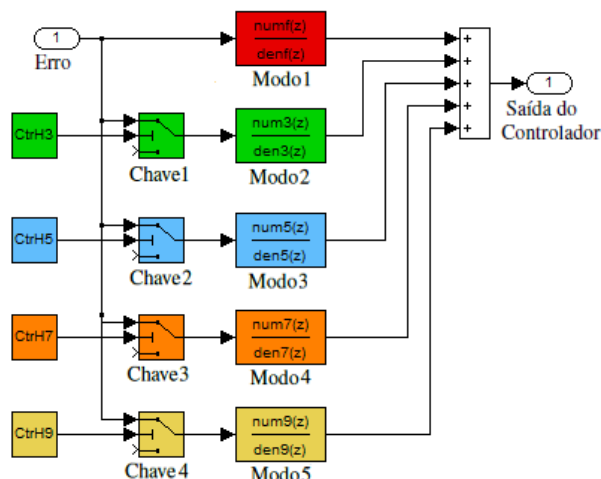 1
Erro
numf(z)
denf(z)
Modo1
+
+
+
+
+
1
Saída do
Controlador
CtrH3
Chave1
num3(z)
den3(z)
Modo2
CtrH5
Chave2
num5(z)
den5(z)
Modo3
CtrH7
Chave3
num7(z)
den7(z)
Modo4
CtrH9
Chave4
num9(z)
den9(z)
Modo5